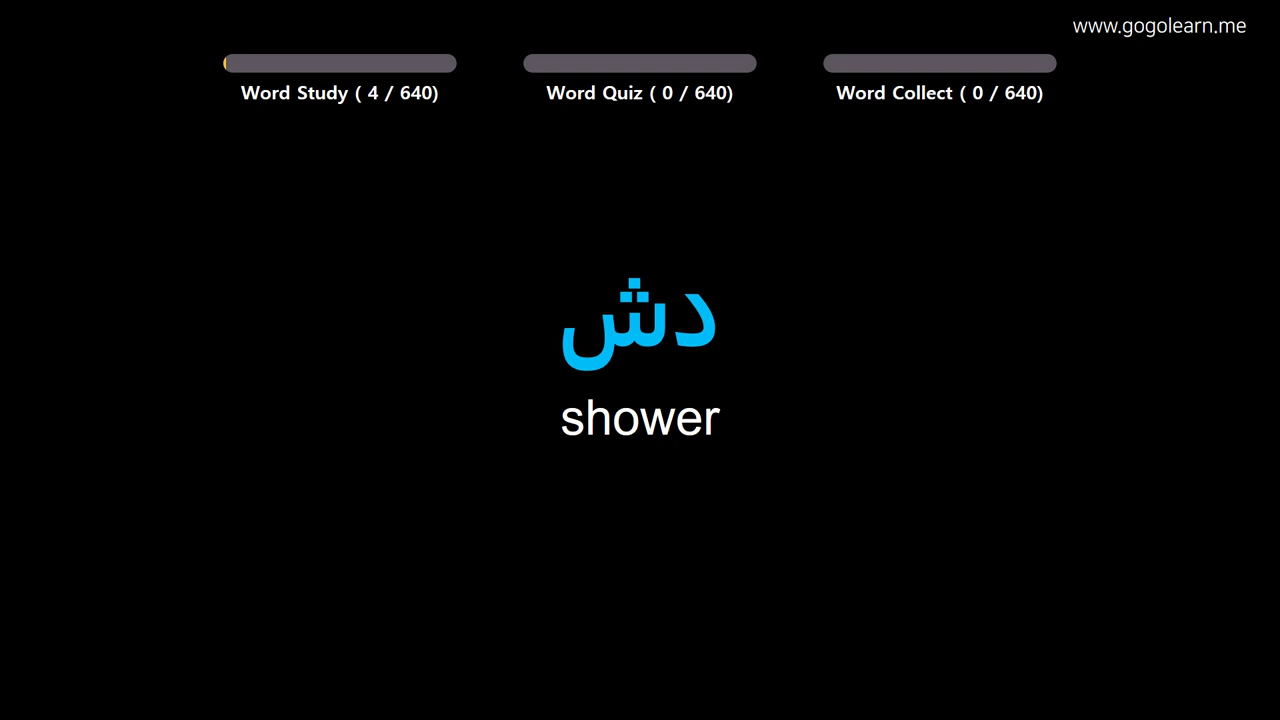 www.gogolearn.me
Word Study ( 4 / 640)
Word Quiz ( 0 / 640)
Word Collect ( 0 / 640)
دش
shower